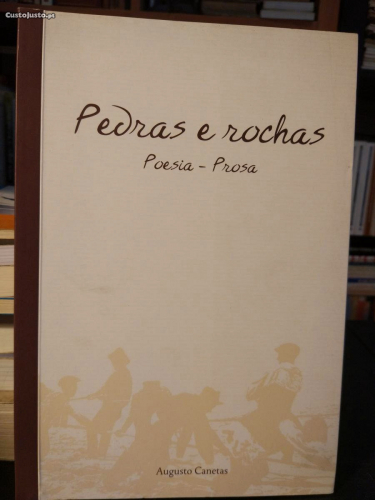 CustoJusto.pt
Pedras e rochas
Poesia - Prosa
Augusto Canetas